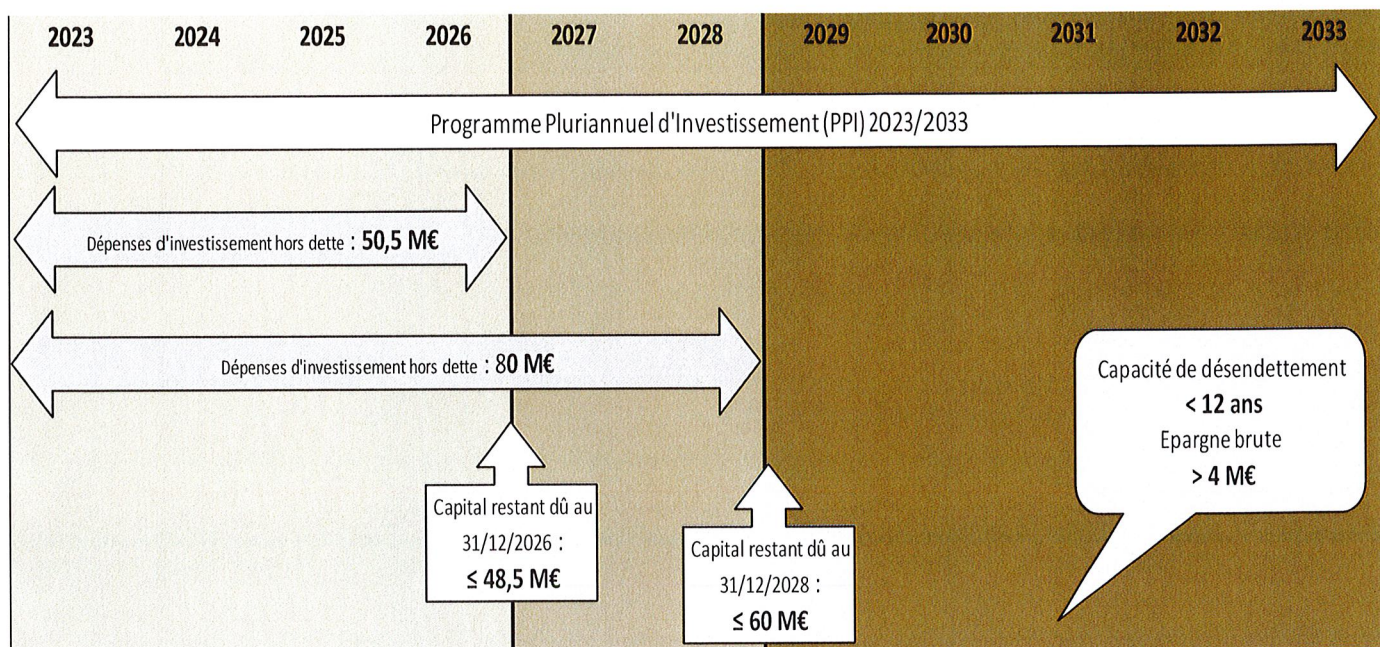 2023 2024 2025 2026 2027 2028 2029 2030 2031 2032 2033
Programme Pluriannuel d'Investissement (PPI) 2023/2033
Dépenses d'investissement hors dette : 50,5 M€
Dépenses d'investissement hors dette : 80 M€
Capacité de désendettement
< 12 ans
Epargne brute
> 4 M€
Capital restant dû au
31/12/2026 :
≤ 48,5 M€
Capital restant dû au
31/12/2028 :
≤ 60 M€